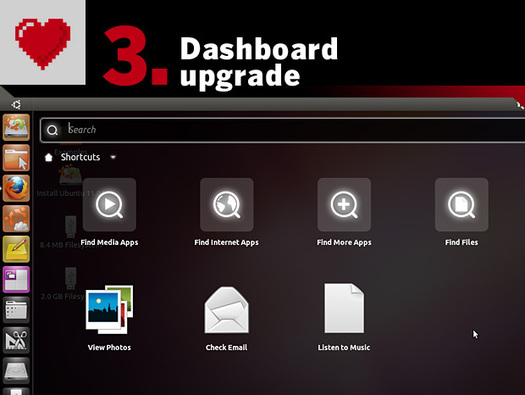 3.
Dashboard
upgrade
Search
Shortcuts
Install Ubuntu 11
Find Media Apps
Find Internet Apps
Find More Apps
Find Files
8.4 MB Filesy
2.0 GB Filesy
View Photos
Check Email
Listen to Music